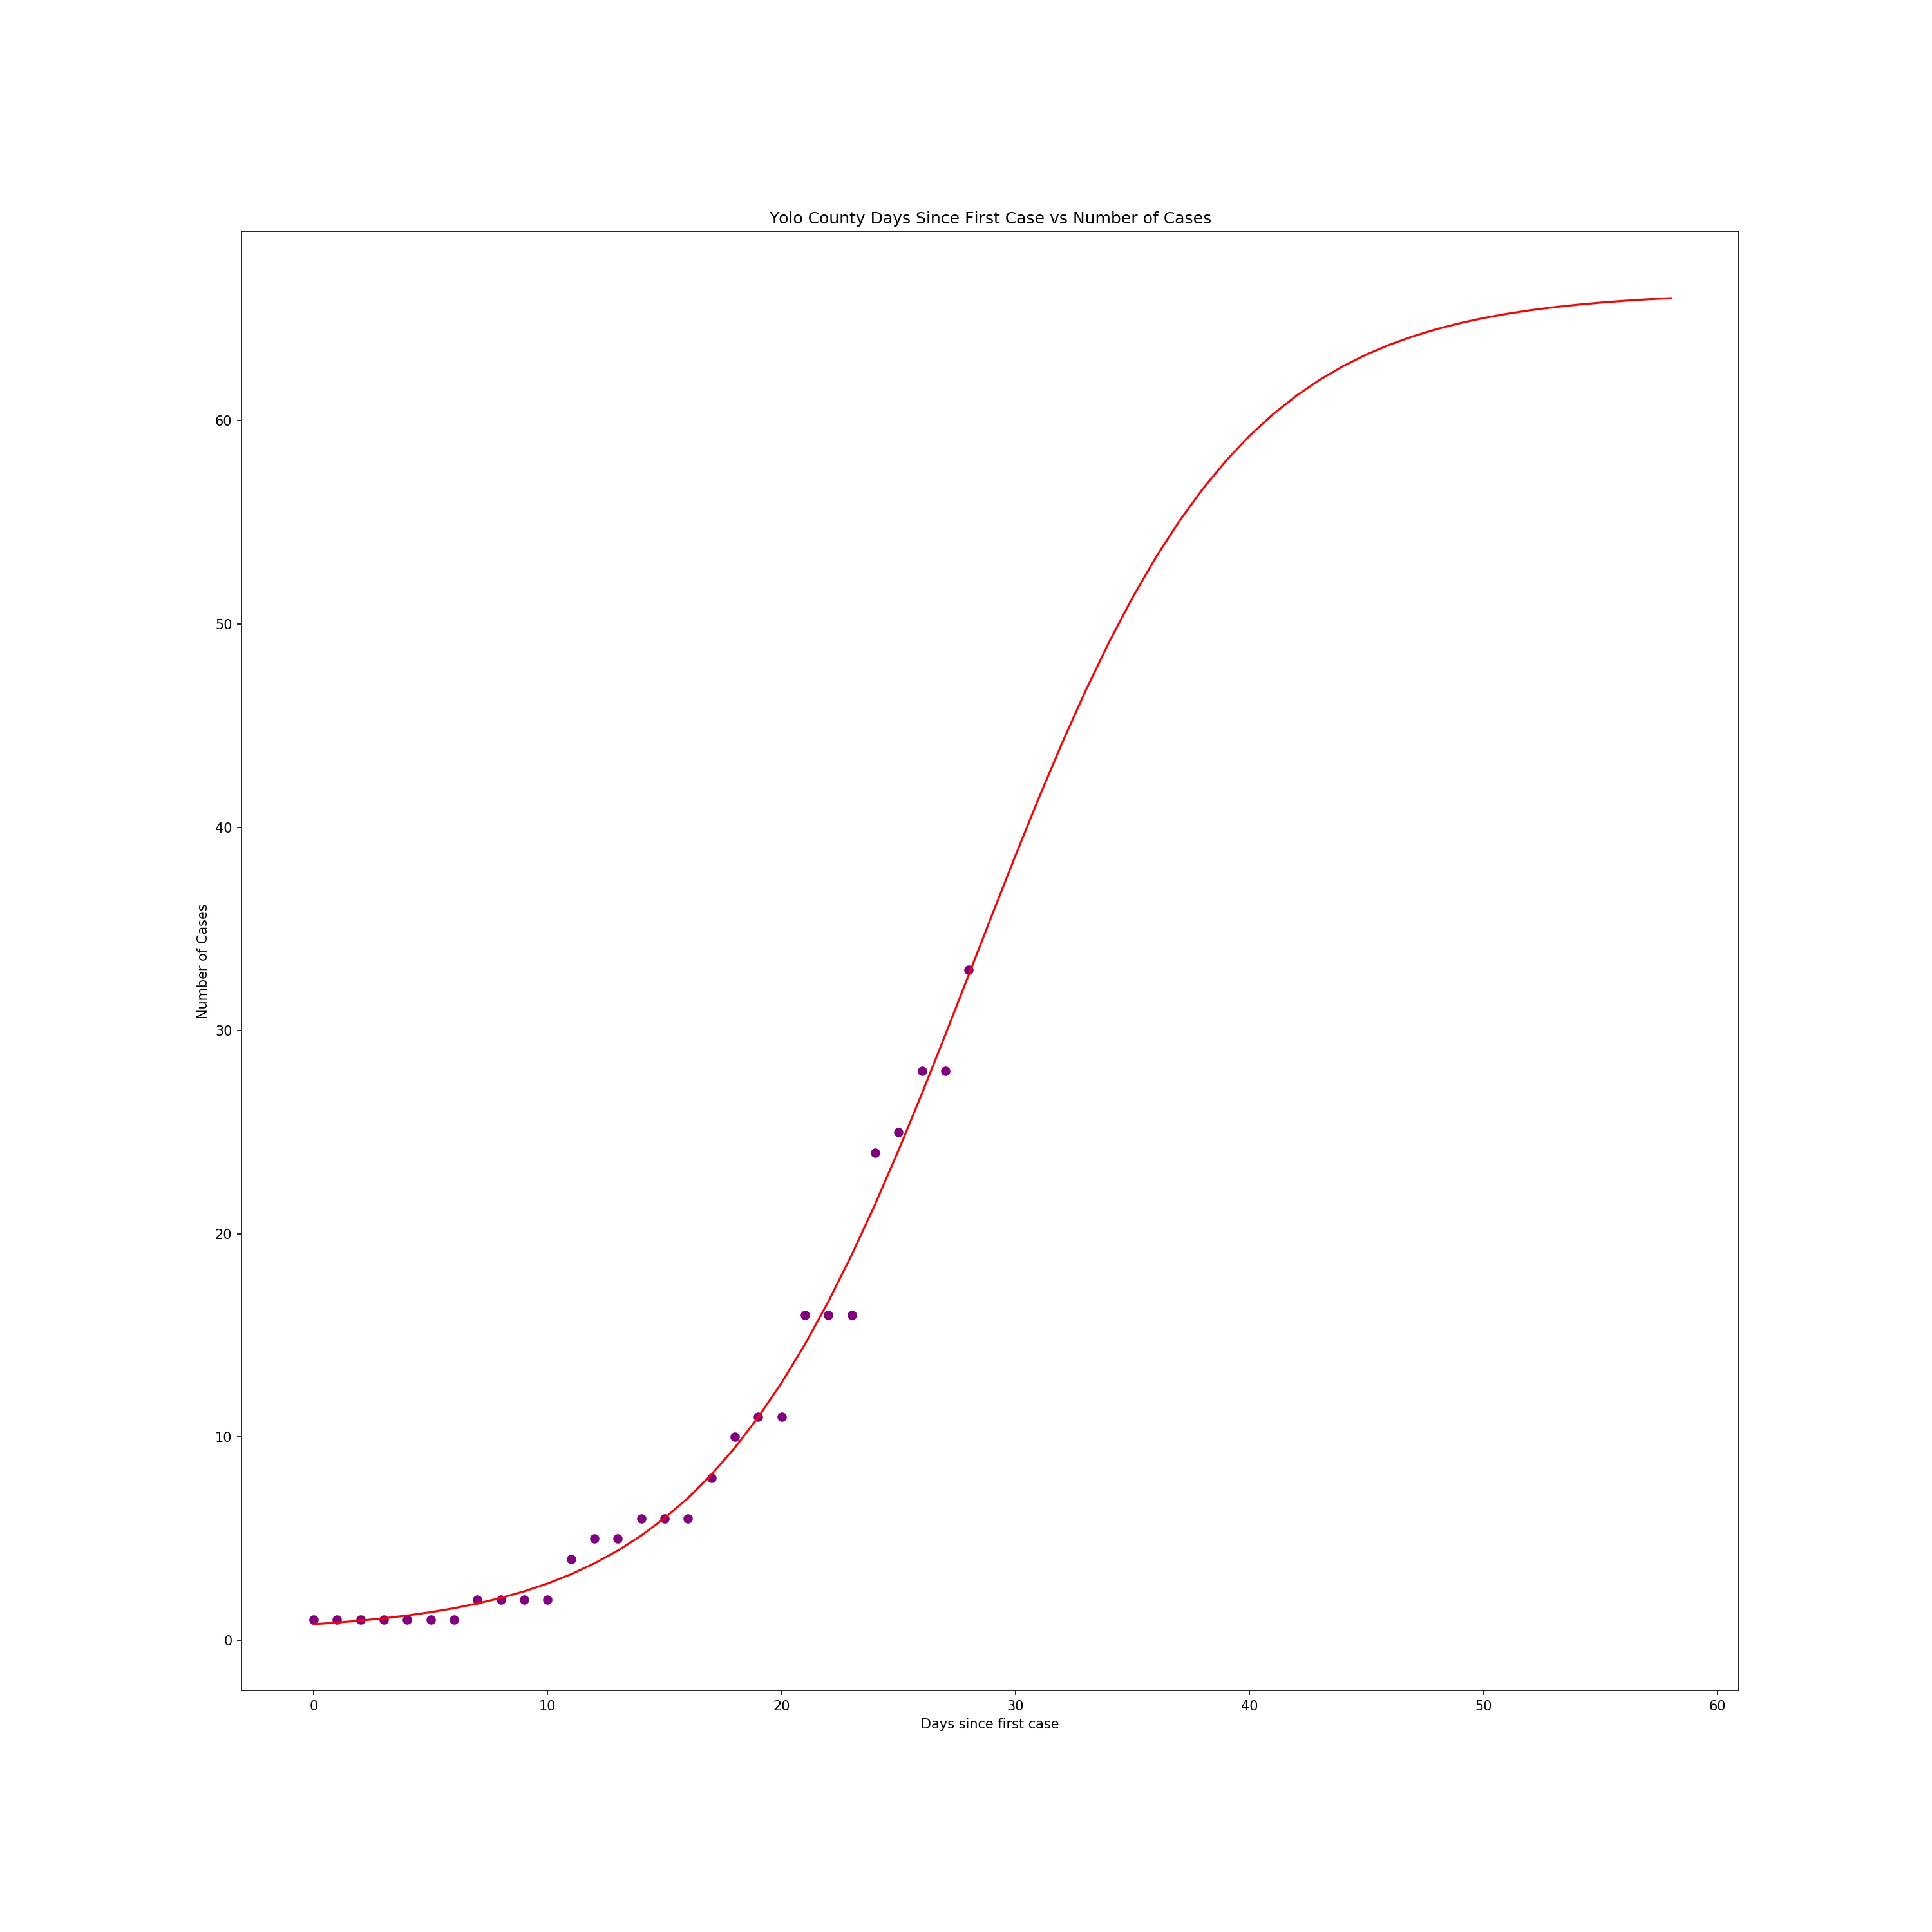 Yolo County Days Since First Case vs Number of Cases
60
50
40
30
20
10
0
Number of Cases
0 10 20 30 40 50 60
Days since first case